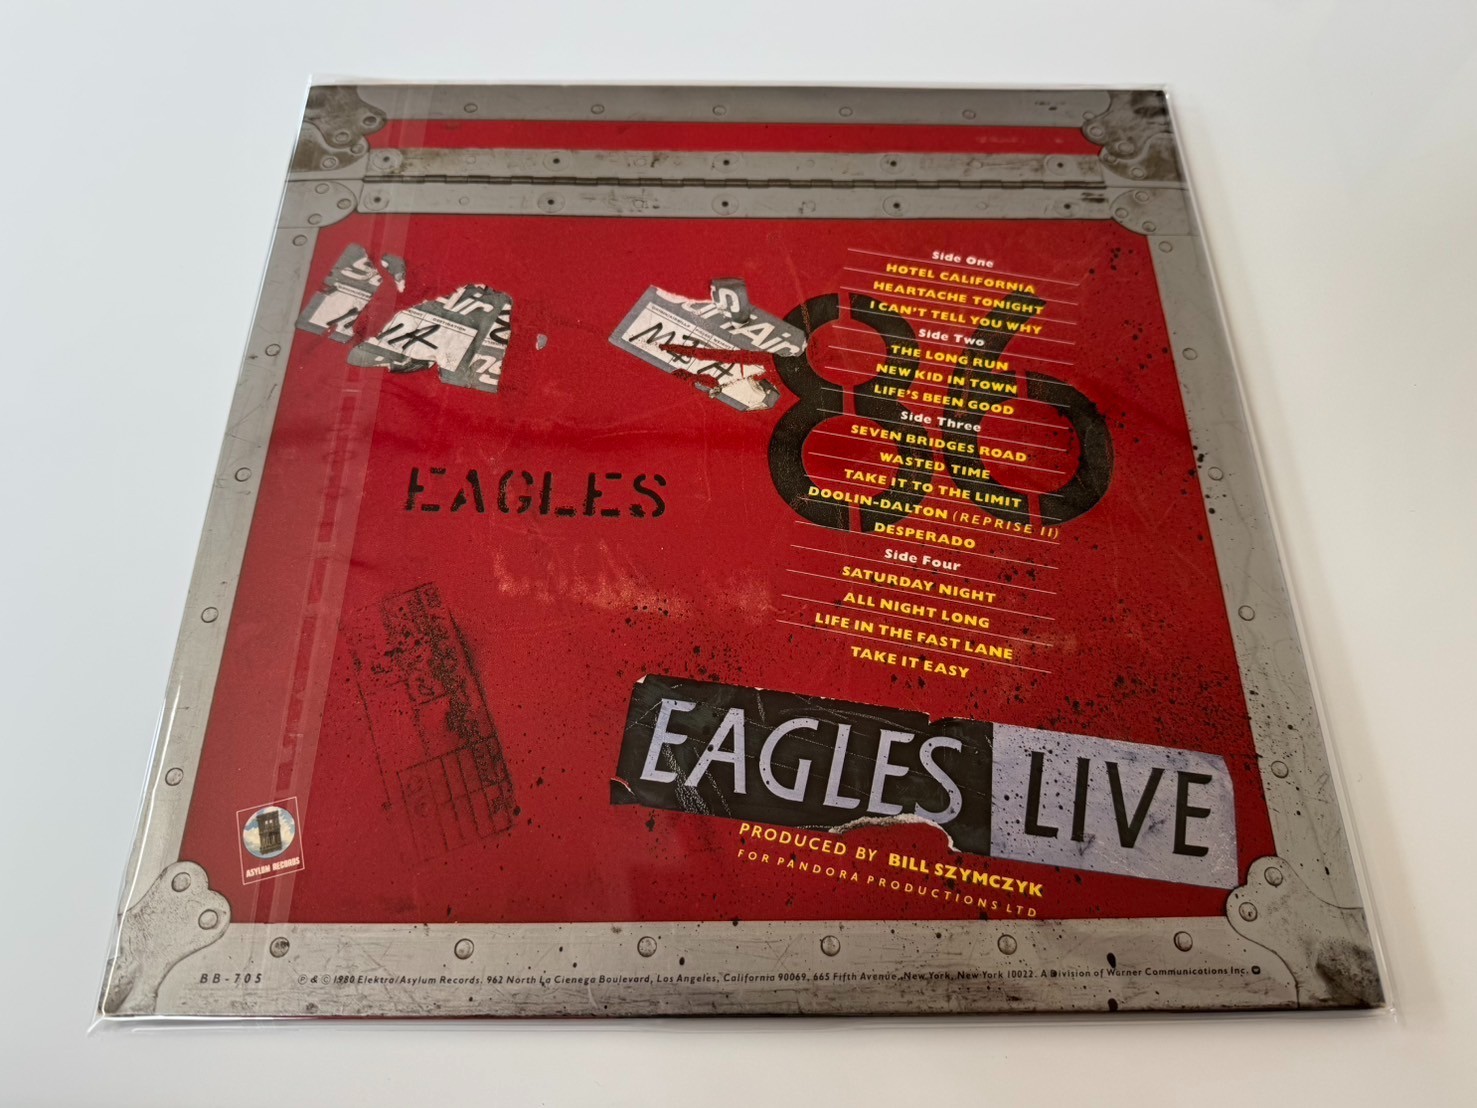 Side One
HOTEL CALIFORNIA
HEARTACHE TONIGHT
I CAN'T TELL YOU WHY
Side Two
THE LONG RUN
NEW KID IN TOWN
LIFE'S BEEN GOOD
Side Three
SEVEN BRIDGES ROAD
WASTED TIME
TAKE IT TO THE LIMIT
DOOLIN-DALTON (REPRISE II)
DESPERADO
Side Four
SATURDAY NIGHT
ALL NIGHT LONG
LIFE IN THE FAST LANE
TAKE IT EASY
86
MIA
EAGLES
EAGLES LIVE
PRODUCED BY BILL SZYMCZYK
FOR PANDORA PRODUCTIONS LTD
ASYLUM RECORDS
BB-705 ℗ & © 1980 Elektra/Asylum Records. 962 North La Cienega Boulevard, Los Angeles, California 90069. 665 Fifth Avenue, New York, New York 10022. A Division of Warner Communications Inc.